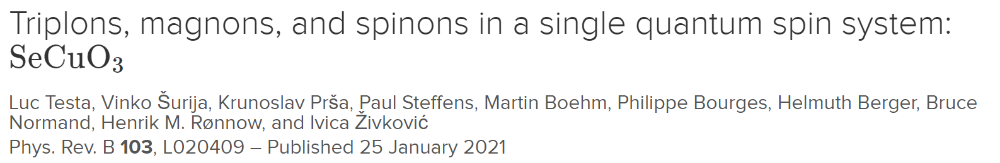 Triplons, magnons, and spinons in a single quantum spin system:
SeCuO₃
Luc Testa, Vinko Šurija, Krunoslav Prša, Paul Steffens, Martin Boehm, Philippe Bourges, Helmuth Berger, Bruce
Normand, Henrik M. Rønnow, and Ivica Živković
Phys. Rev. B 103, L020409 – Published 25 January 2021